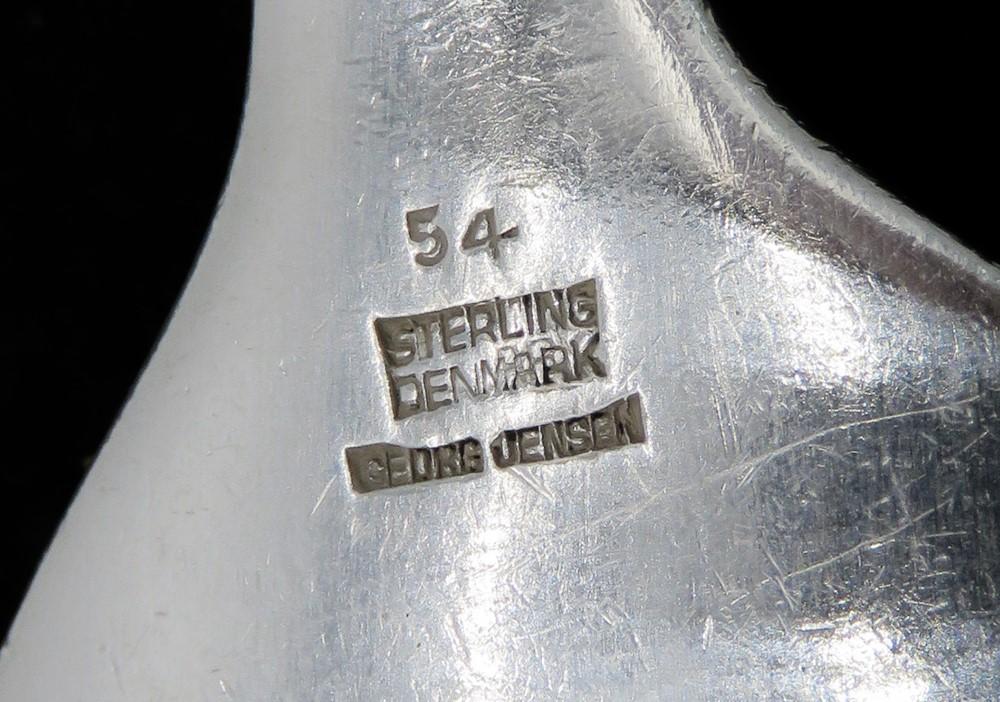 54
STERLING
DENMARK
GEORG JENSEN